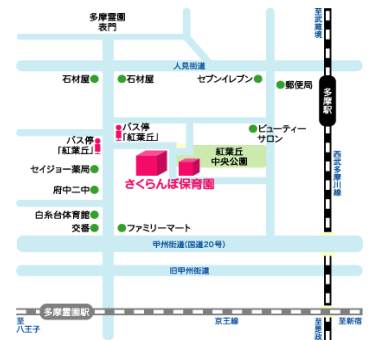 多摩霊園
表門
至武蔵境
人見街道
石材屋
石材屋
セブンイレブン
郵便局
多摩駅
バス停
「紅葉丘」
ビューティー
サロン
バス停
「紅葉丘」
紅葉丘
中央公園
西武多摩川線
セイジョー薬局
さくらんぼ保育園
府中二中
白糸台体育館
交番
ファミリーマート
甲州街道(国道20号)
旧甲州街道
多摩霊園駅
至
八王子
京王線
至是政
至新宿